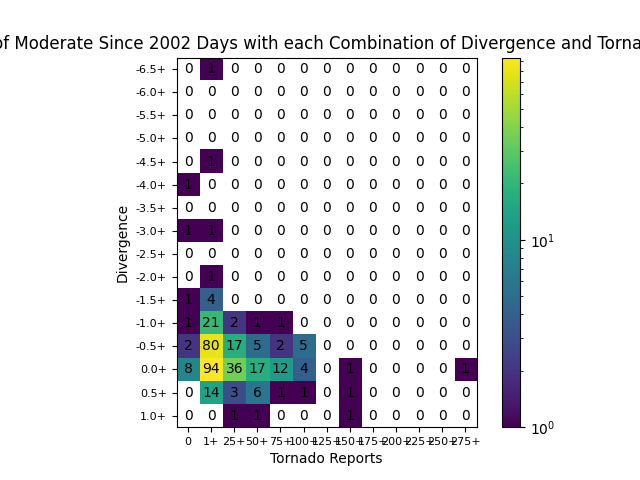 of Moderate Since 2002 Days with each Combination of Divergence and Torna
-6.5+ 0 1 0 0 0 0 0 0 0 0 0 0 0
-6.0+ 0 0 0 0 0 0 0 0 0 0 0 0 0
-5.5+ 0 0 0 0 0 0 0 0 0 0 0 0 0
-5.0+ 0 0 0 0 0 0 0 0 0 0 0 0 0
-4.5+ 0 1 0 0 0 0 0 0 0 0 0 0 0
-4.0+ 1 0 0 0 0 0 0 0 0 0 0 0 0
-3.5+ 0 0 0 0 0 0 0 0 0 0 0 0 0
-3.0+ 1 1 0 0 0 0 0 0 0 0 0 0 0
-2.5+ 0 0 0 0 0 0 0 0 0 0 0 0 0
-2.0+ 0 1 0 0 0 0 0 0 0 0 0 0 0
-1.5+ 1 4 0 0 0 0 0 0 0 0 0 0 0
-1.0+ 1 21 2 1 1 0 0 0 0 0 0 0 0
-0.5+ 2 80 17 5 2 5 0 0 0 0 0 0 0
0.0+ 8 94 36 17 12 4 0 1 0 0 0 0 1
0.5+ 0 14 3 6 1 1 0 1 0 0 0 0 0
1.0+ 0 0 1 1 0 0 0 1 0 0 0 0 0
0 1+ 25+ 50+ 75+ 100+ 125+ 150+ 175+ 200+ 225+ 250+ 275+
Tornado Reports
Divergence
10¹
10⁰